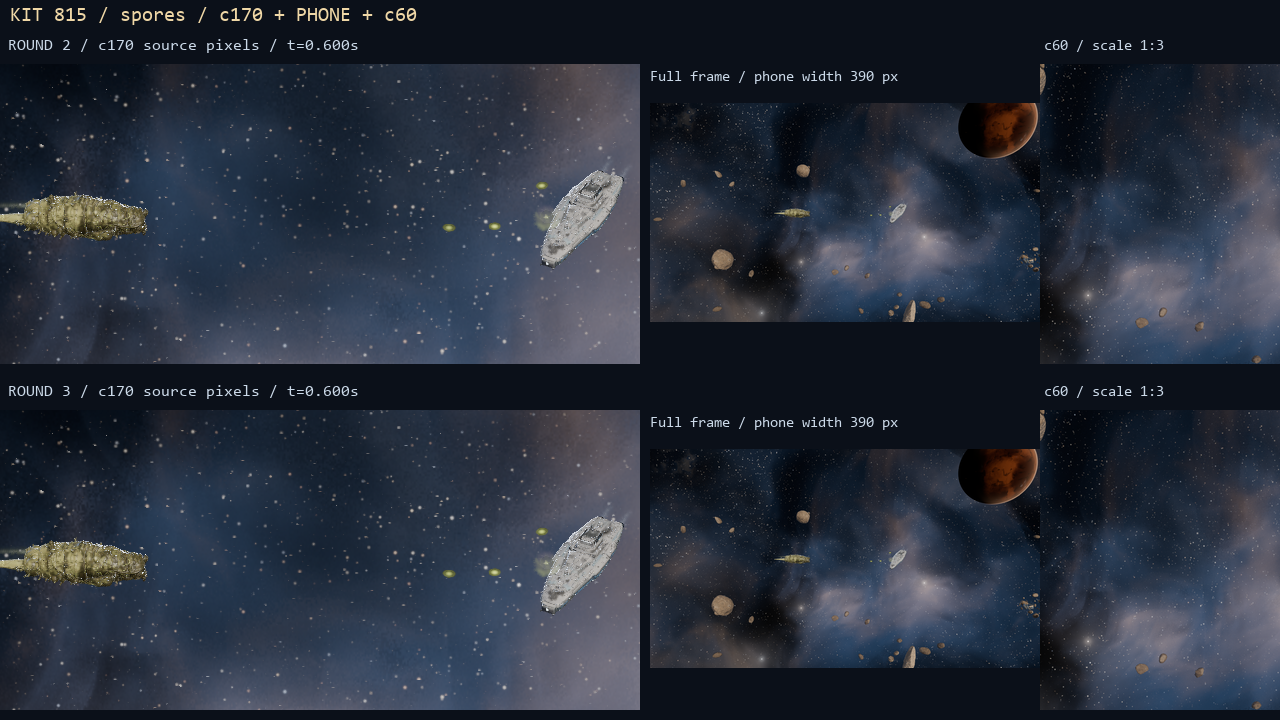 KIT 815 / spores / c170 + PHONE + c60
ROUND 2 / c170 source pixels / t=0.600s
Full frame / phone width 390 px
c60 / scale 1:3
ROUND 3 / c170 source pixels / t=0.600s
Full frame / phone width 390 px
c60 / scale 1:3